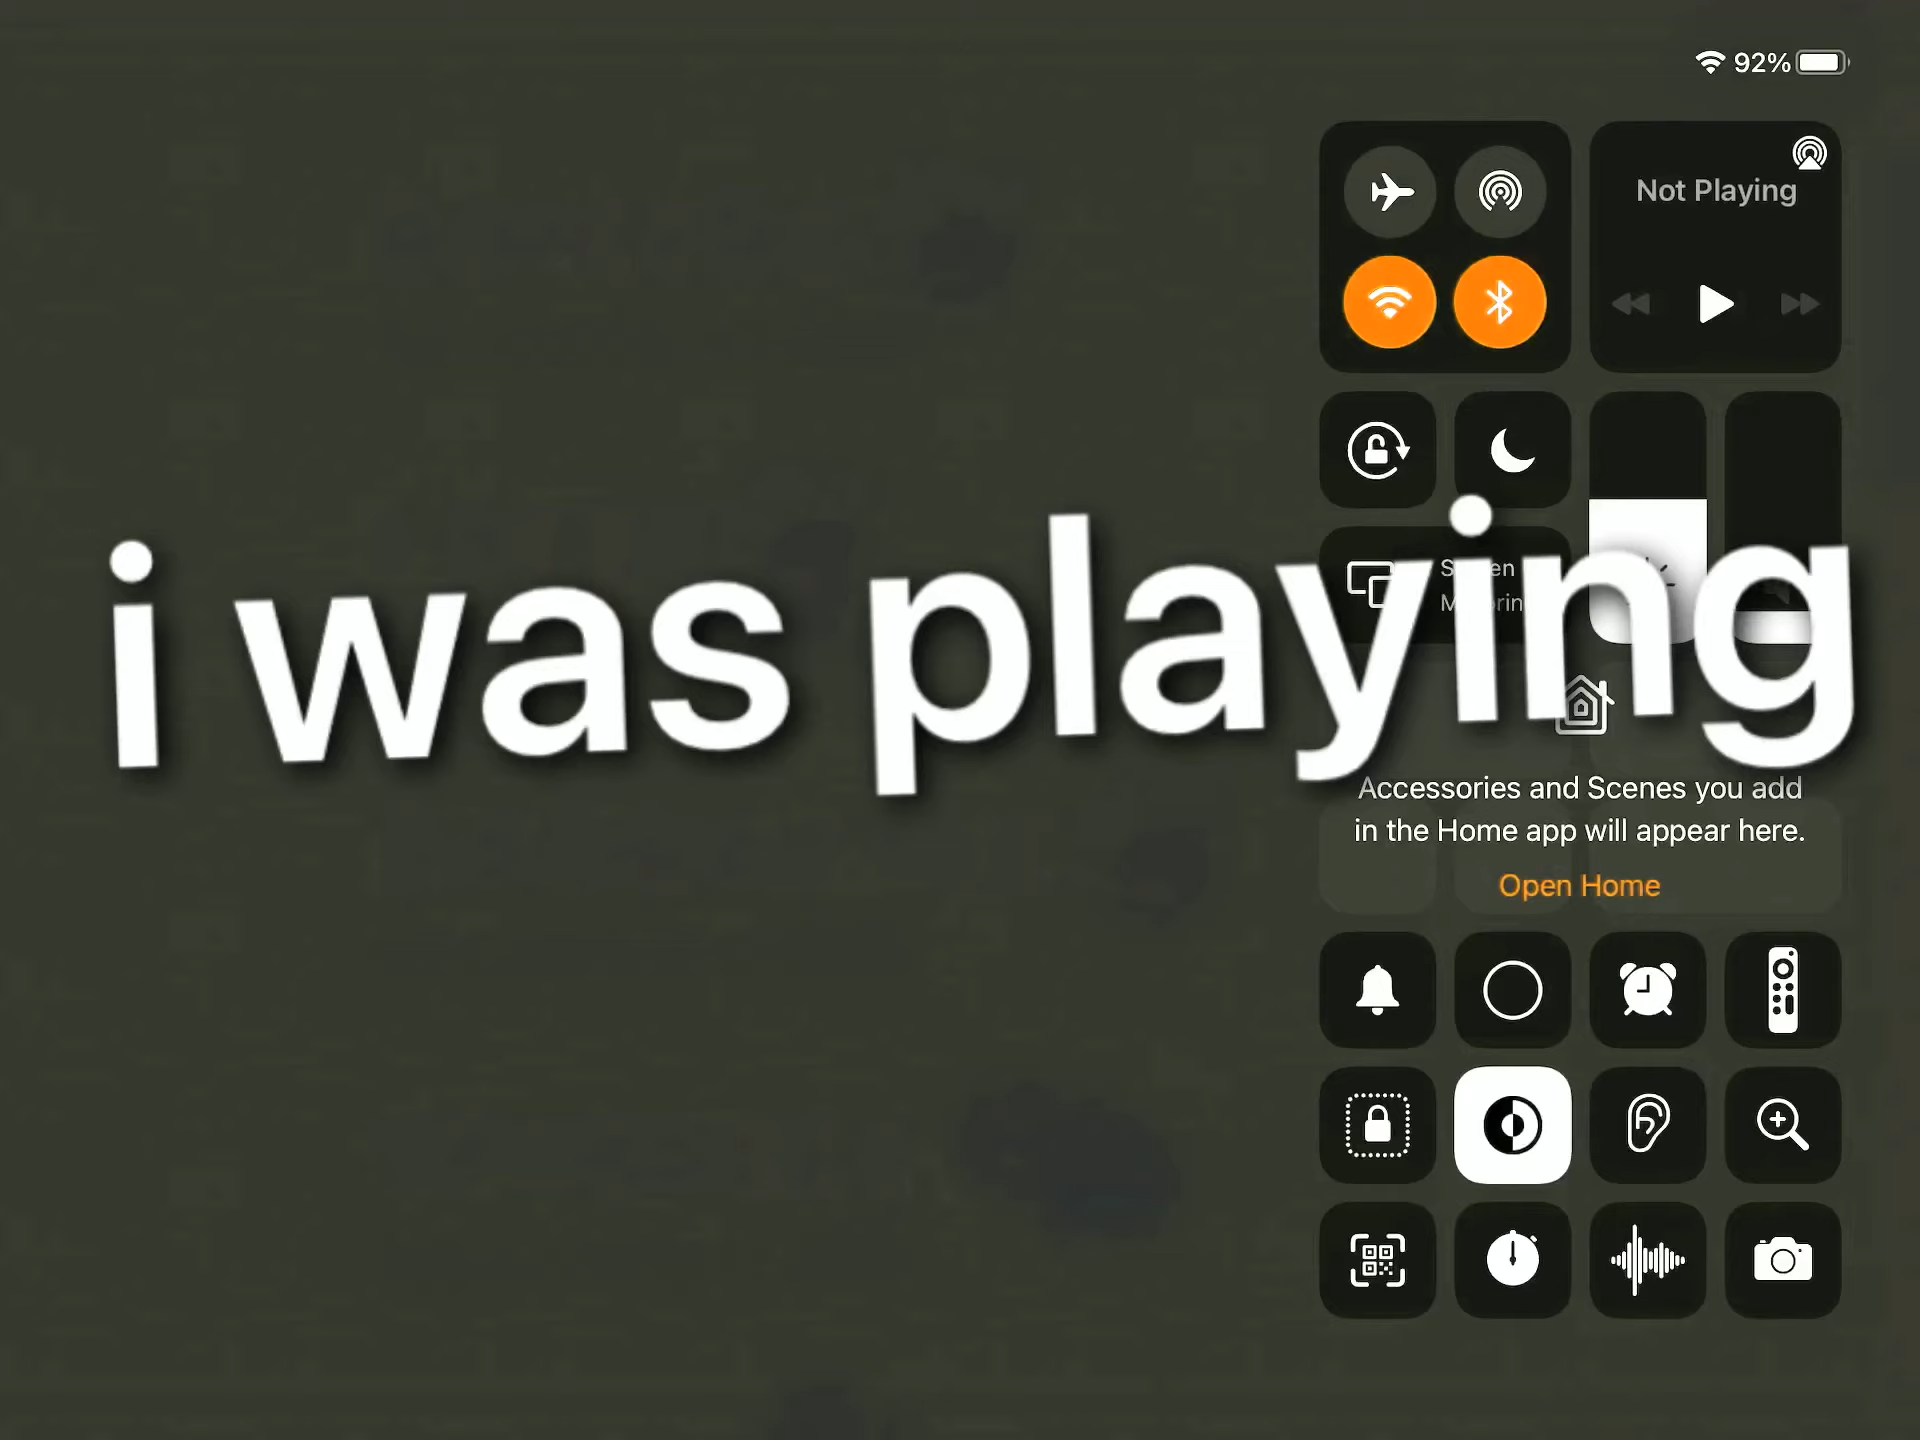 92%
Not Playing
i was playing
Accessories and Scenes you add
in the Home app will appear here.
Open Home